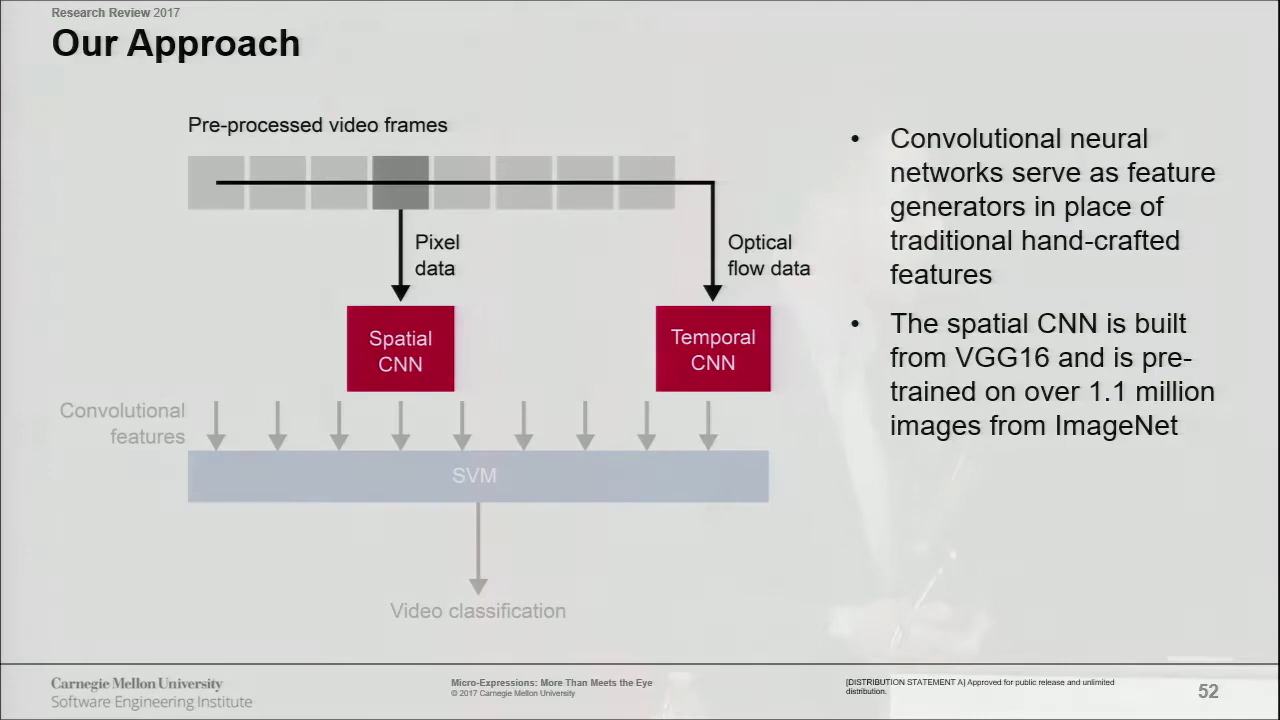 Research Review 2017
Our Approach
Pre-processed video frames
Pixel
data
Optical
flow data
Spatial
CNN
Temporal
CNN
Convolutional
features
SVM
Video classification
• Convolutional neural
networks serve as feature
generators in place of
traditional hand-crafted
features
• The spatial CNN is built
from VGG16 and is pre-
trained on over 1.1 million
images from ImageNet
Carnegie Mellon University
Software Engineering Institute
Micro-Expressions: More Than Meets the Eye
© 2017 Carnegie Mellon University
[DISTRIBUTION STATEMENT A] Approved for public release and unlimited
distribution.
52